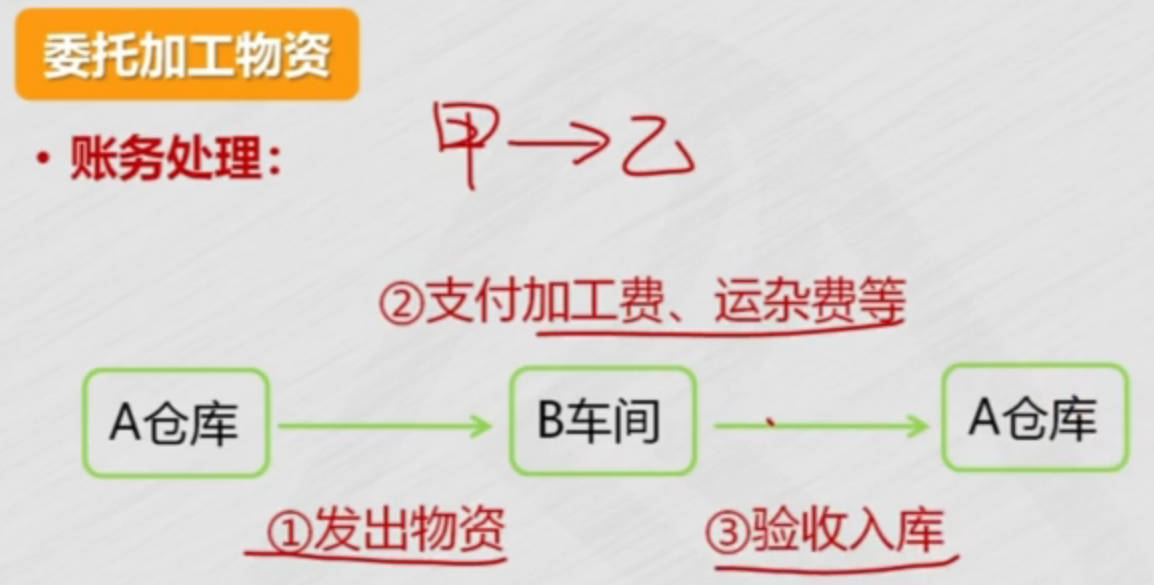 委托加工物资
• 账务处理：
甲→乙
②支付加工费、运杂费等
A仓库
B车间
A仓库
①发出物资
③验收入库